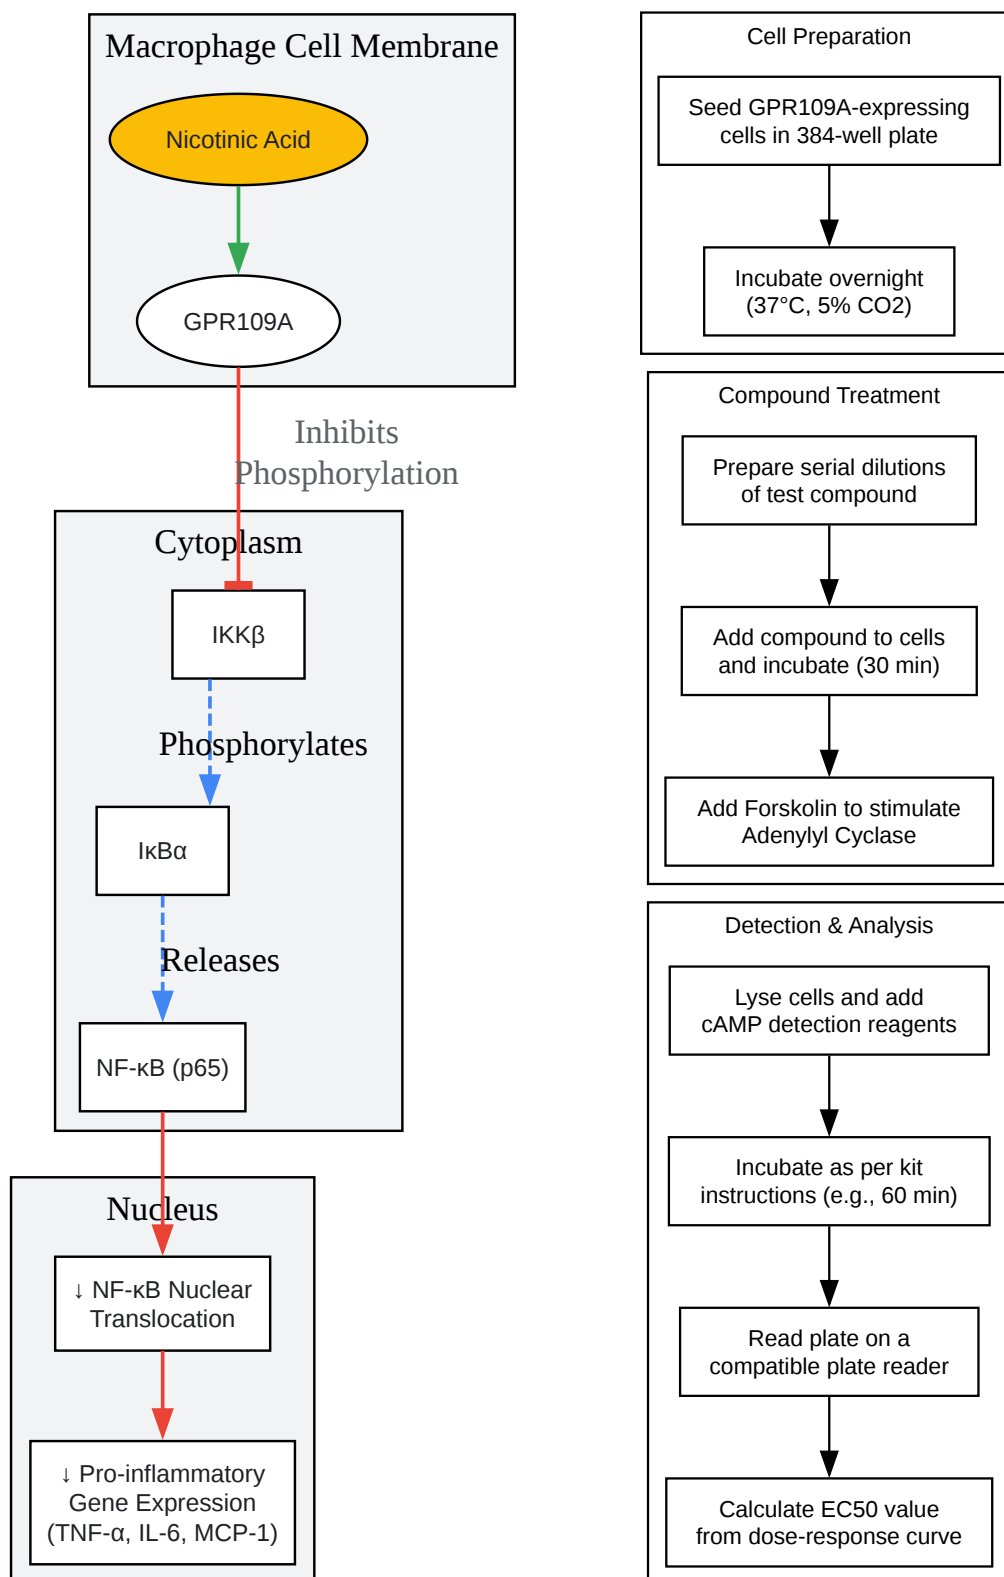 Macrophage Cell Membrane
Nicotinic Acid
GPR109A
Inhibits
Phosphorylation
Cytoplasm
IKKβ
Phosphorylates
IκBα
Releases
NF-κB (p65)
Nucleus
↓ NF-κB Nuclear
Translocation
↓ Pro-inflammatory
Gene Expression
(TNF-α, IL-6, MCP-1)
Cell Preparation
Seed GPR109A-expressing
cells in 384-well plate
Incubate overnight
(37°C, 5% CO2)
Compound Treatment
Prepare serial dilutions
of test compound
Add compound to cells
and incubate (30 min)
Add Forskolin to stimulate
Adenylyl Cyclase
Detection & Analysis
Lyse cells and add
cAMP detection reagents
Incubate as per kit
instructions (e.g., 60 min)
Read plate on a
compatible plate reader
Calculate EC50 value
from dose-response curve